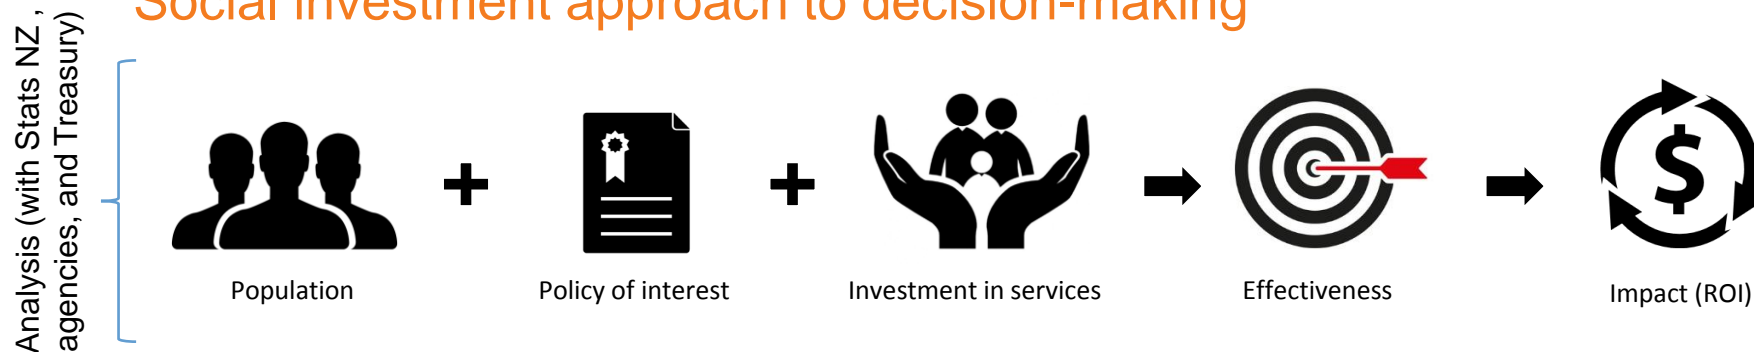 Social investment approach to decision-making
Analysis (with Stats NZ,
agencies, and Treasury)
Population
Policy of interest
Investment in services
Effectiveness
Impact (ROI)
$